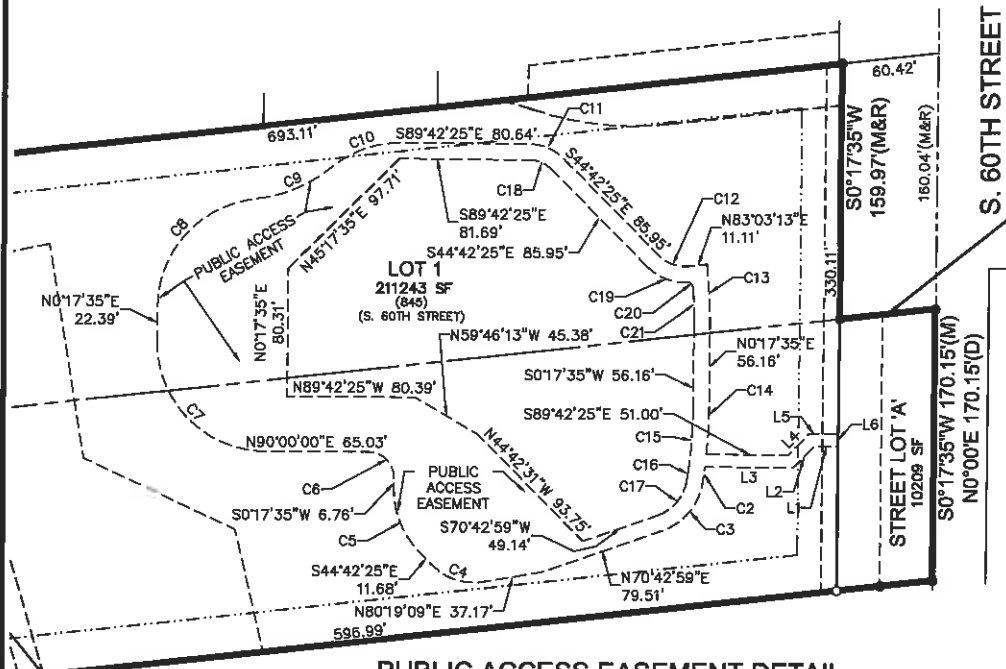 60.42'
S. 60TH STREET
693.11'
C10
S89°42'25"E 80.64'
C11
S0°17'35"W
159.97'(M&R)
160.04'(M&R)
C9
C8
C18
S44°42'25"E 85.95'
C12
N83°03'13"E
11.11'
PUBLIC ACCESS
EASEMENT
N45°17'35"E 97.71'
S89°42'25"E
81.69'
S44°42'25"E 85.95'
C13
LOT 1
211243 SF
(845)
(S. 60TH STREET)
330.11'
N0°17'35"E
22.39'
N0°17'35"E
80.31'
C19
C20
C21
N59°46'13"W 45.38'
N0°17'35"E
56.16'
S0°17'35"W 56.16'
N89°42'25"W 80.39'
S89°42'25"E 51.00'
C14
L5
L6
L4
C7
N90°00'00"E 65.03'
C15
C16
L3
L2
L1
C6
PUBLIC
ACCESS
EASEMENT
N44°42'31"W 93.75'
C17
C2
C3
S0°17'35"W 6.76'
S70°42'59"W
49.14'
C5
C4
S44°42'25"E
11.68'
N70°42'59"E
79.51'
N80°19'09"E 37.17'
596.99'
STREET LOT 'A'
10209 SF
S0°17'35"W 170.15'(M)
N0°00'E 170.15'(D)
PUBLIC ACCESS EASEMENT DETAIL